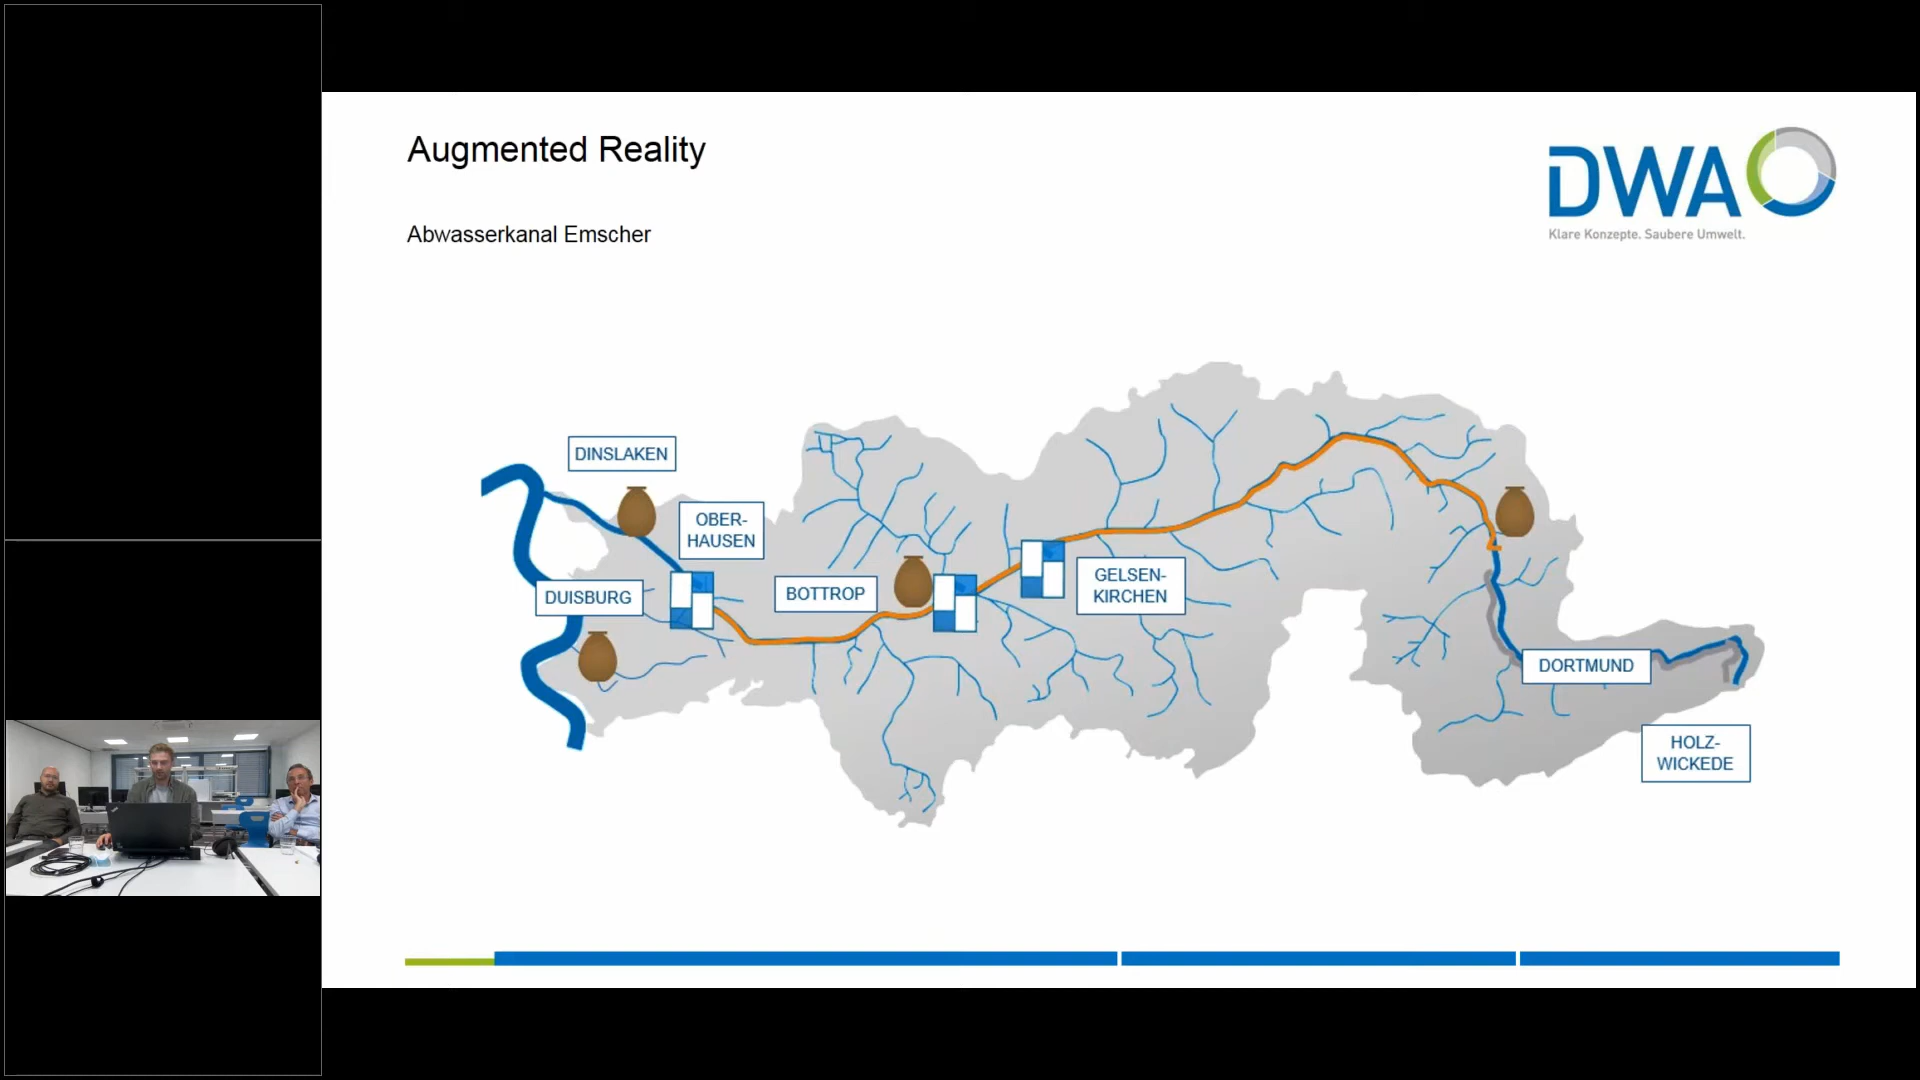 Augmented Reality
DWA
Klare Konzepte. Saubere Umwelt.
Abwasserkanal Emscher
DINSLAKEN
OBER-
HAUSEN
DUISBURG
BOTTROP
GELSEN-
KIRCHEN
DORTMUND
HOLZ-
WICKEDE